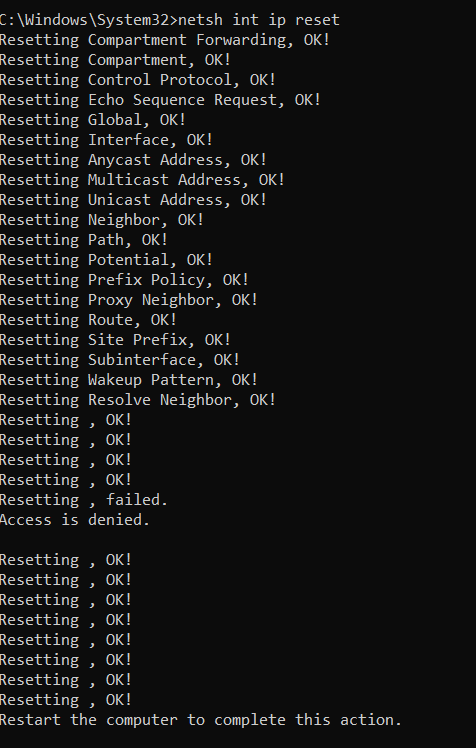 C:\Windows\System32>netsh int ip reset
Resetting Compartment Forwarding, OK!
Resetting Compartment, OK!
Resetting Control Protocol, OK!
Resetting Echo Sequence Request, OK!
Resetting Global, OK!
Resetting Interface, OK!
Resetting Anycast Address, OK!
Resetting Multicast Address, OK!
Resetting Unicast Address, OK!
Resetting Neighbor, OK!
Resetting Path, OK!
Resetting Potential, OK!
Resetting Prefix Policy, OK!
Resetting Proxy Neighbor, OK!
Resetting Route, OK!
Resetting Site Prefix, OK!
Resetting Subinterface, OK!
Resetting Wakeup Pattern, OK!
Resetting Resolve Neighbor, OK!
Resetting , OK!
Resetting , OK!
Resetting , OK!
Resetting , OK!
Resetting , failed.
Access is denied.

Resetting , OK!
Resetting , OK!
Resetting , OK!
Resetting , OK!
Resetting , OK!
Resetting , OK!
Resetting , OK!
Resetting , OK!
Restart the computer to complete this action.